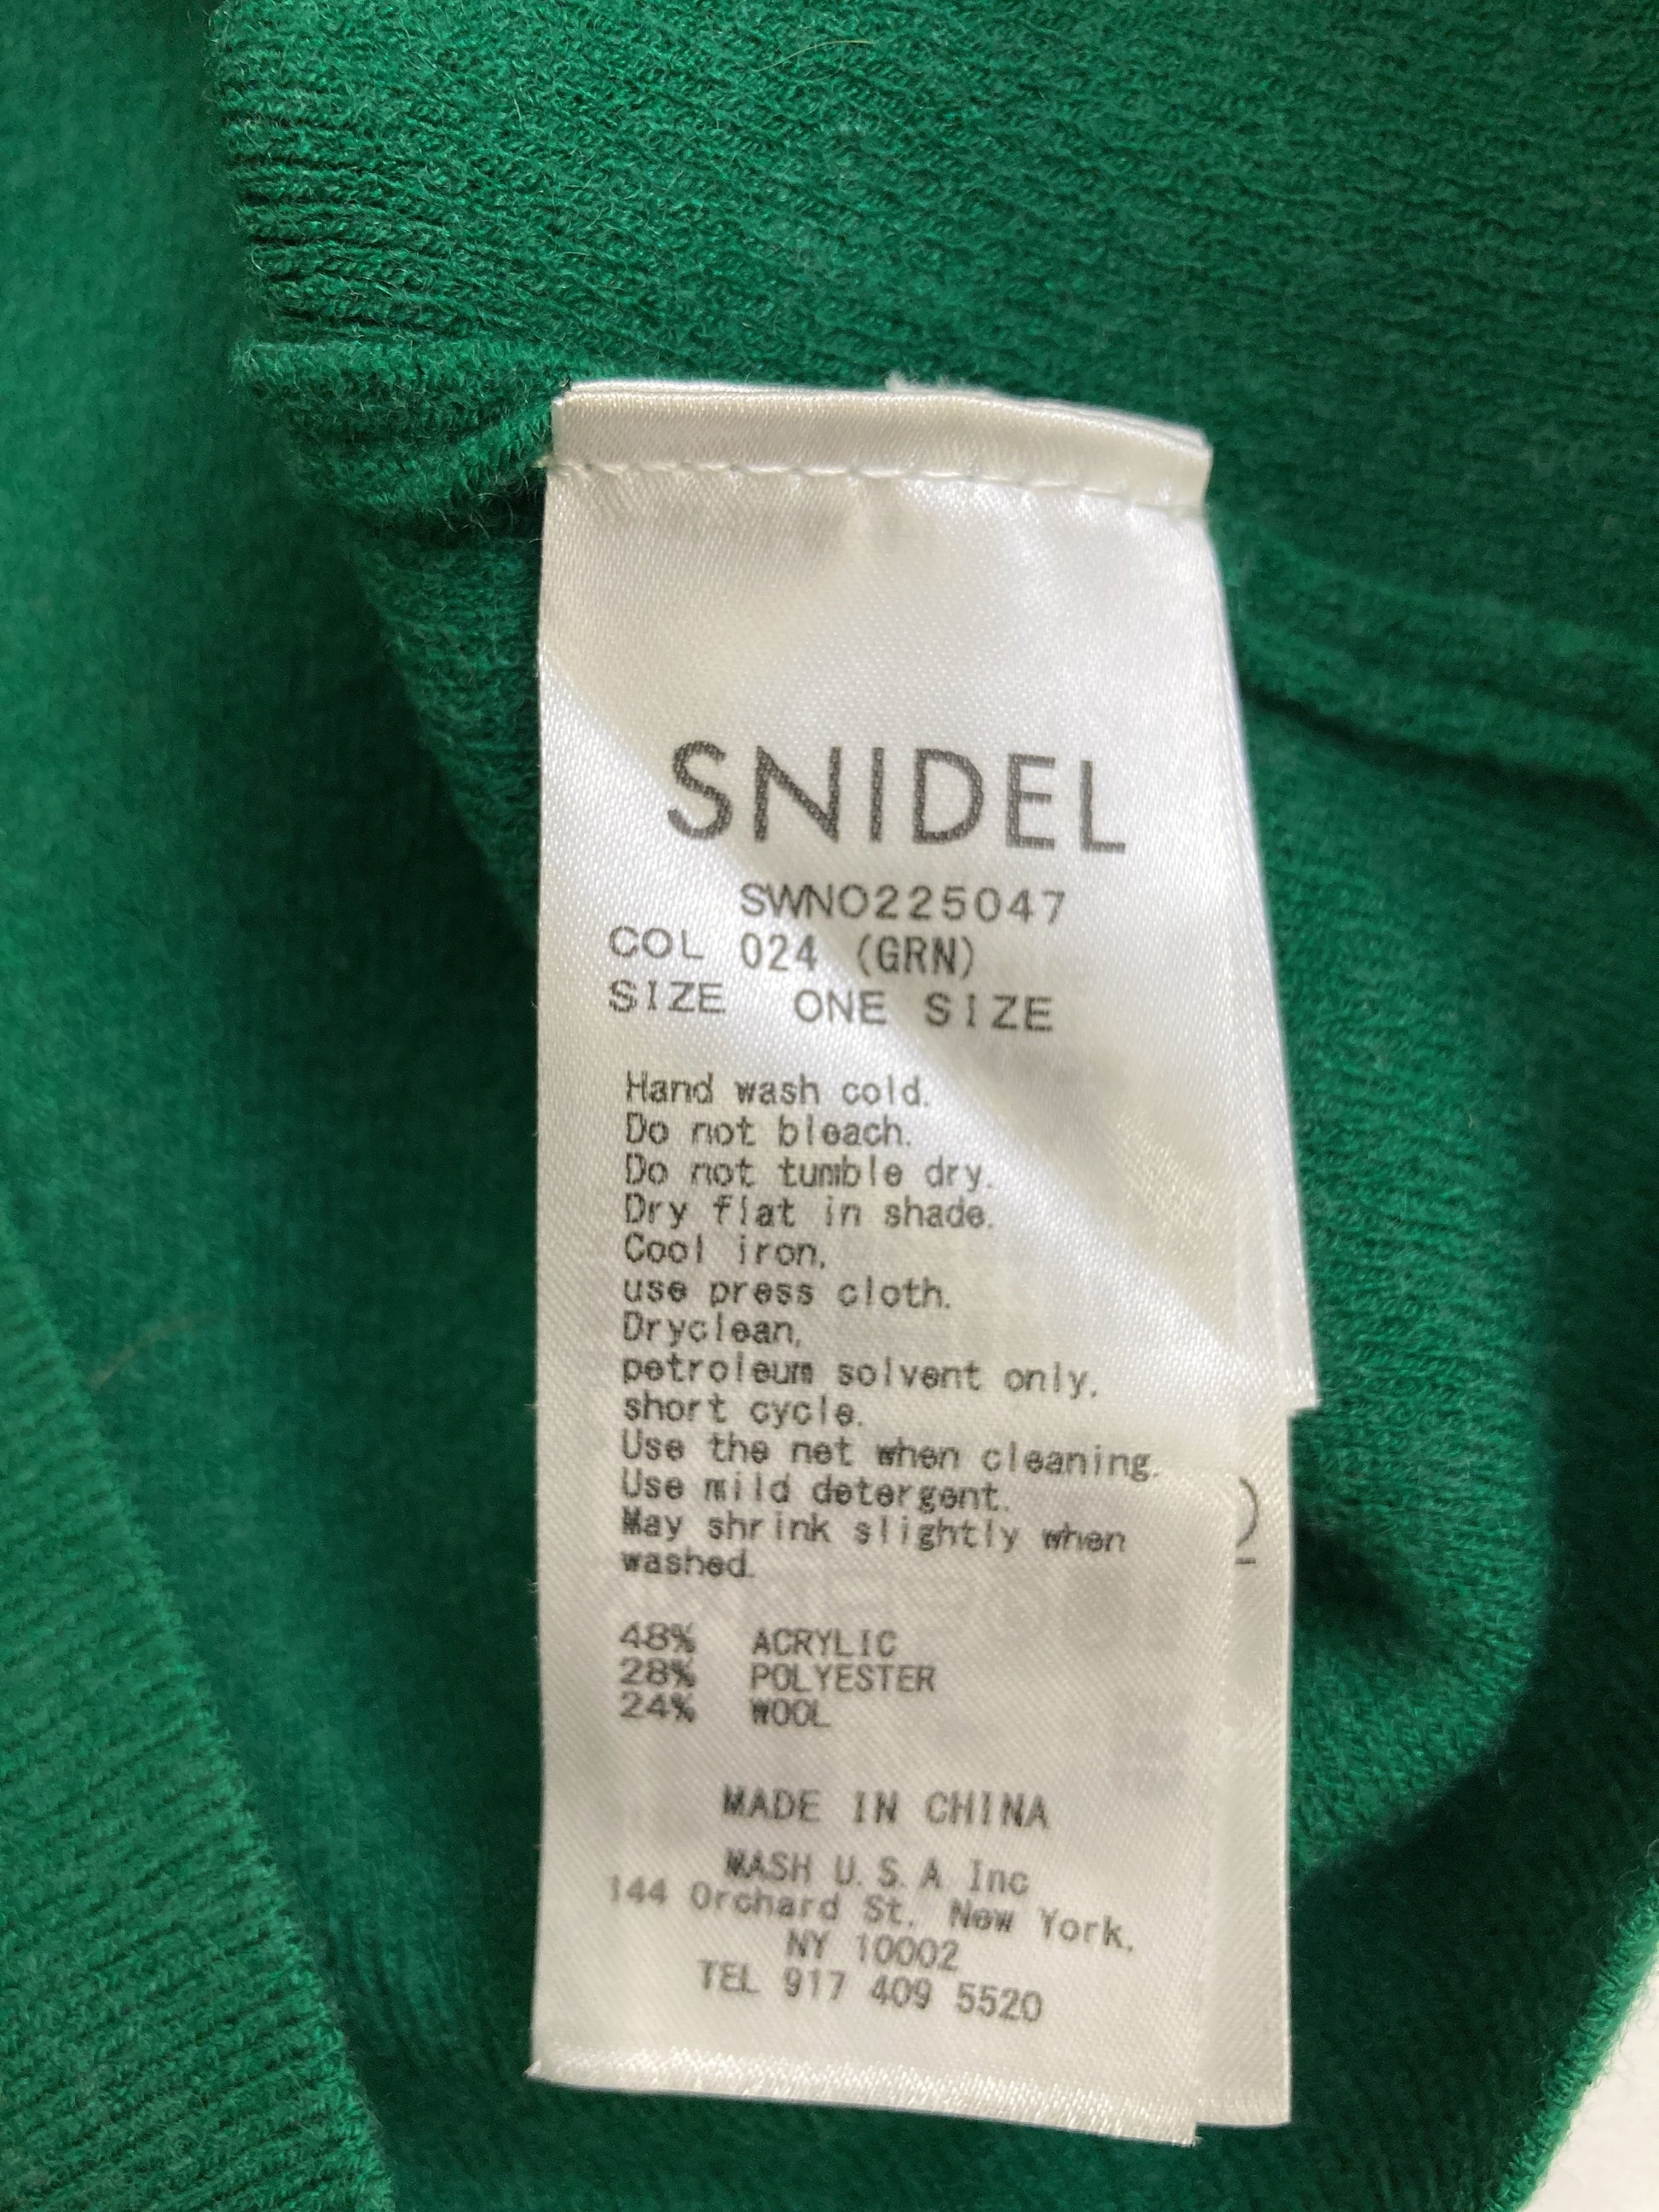 SNIDEL
SWNO225047
COL 024 (GRN)
SIZE ONE SIZE
Hand wash cold.
Do not bleach.
Do not tumble dry.
Dry flat in shade.
Cool iron,
use press cloth.
Dryclean,
petroleum solvent only,
short cycle.
Use the net when cleaning.
Use mild detergent.
May shrink slightly when
washed.
48% ACRYLIC
28% POLYESTER
24% WOOL
MADE IN CHINA
MASH U.S.A Inc
144 Orchard St, New York,
NY 10002
TEL 917 409 5520